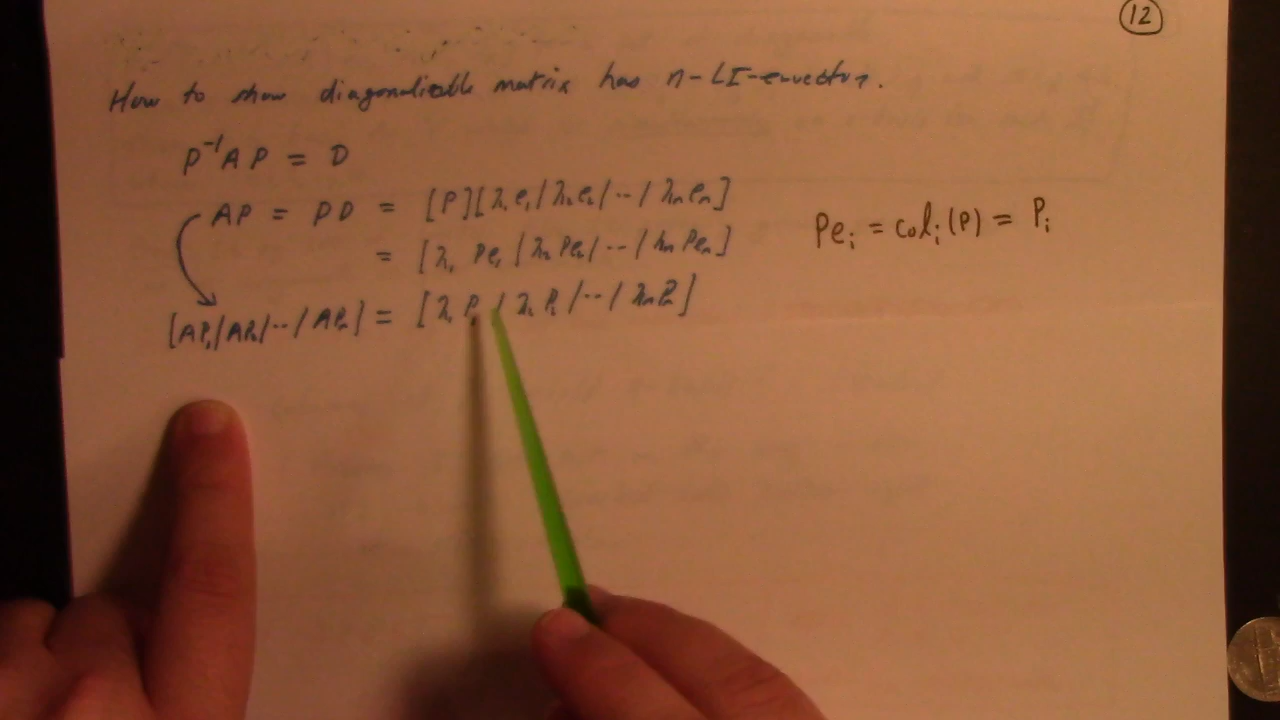 12
How to show diagonalizable matrix has n-LI-e-vectors.
P⁻¹AP = D
AP = PD = [P][λ₁e₁|λ₂e₂|··|λₙeₙ]
= [λ₁Pe₁|λ₂Pe₂|··|λₙPeₙ]
Peᵢ = colᵢ(P) = Pᵢ
[AP₁|AP₂|··|APₙ] = [λ₁P₁|λ₂P₂|··|λₙPₙ]